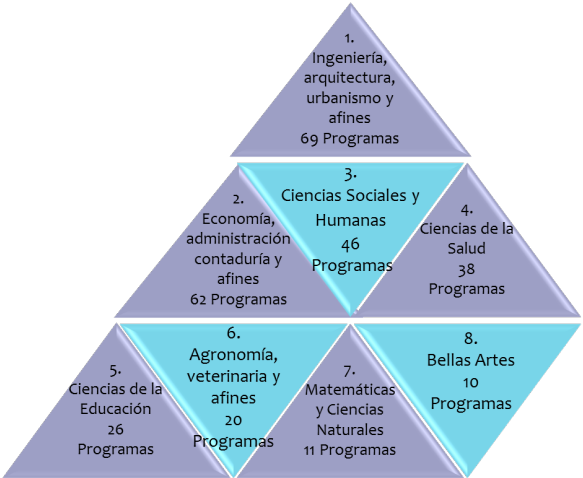 1.
Ingeniería,
arquitectura,
urbanismo y
afines
69 Programas
2.
Economía,
administración
contaduría y
afines
62 Programas
3.
Ciencias Sociales y
Humanas
46
Programas
4.
Ciencias de la
Salud
38
Programas
5.
Ciencias de la
Educación
26
Programas
6.
Agronomía,
veterinaria y
afines
20
Programas
7.
Matemáticas
y Ciencias
Naturales
11 Programas
8.
Bellas Artes
10
Programas